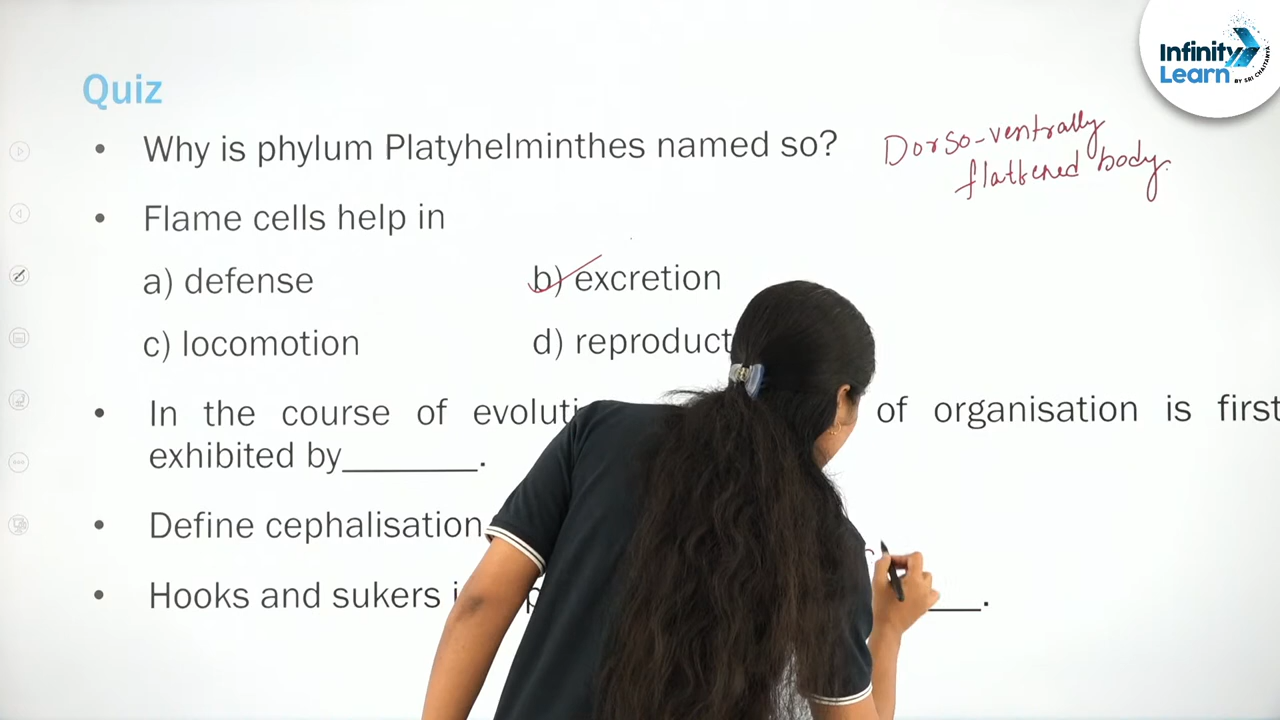 Infinity
Learn
BY SRI CHAITANYA
Quiz
• Why is phylum Platyhelminthes named so?
Dorso-ventrally
flattened body.
• Flame cells help in
a) defense
b) excretion
c) locomotion
d) reproduct
• In the course of evoluti of organisation is first
exhibited by________.
• Define cephalisation
• Hooks and sukers ___.